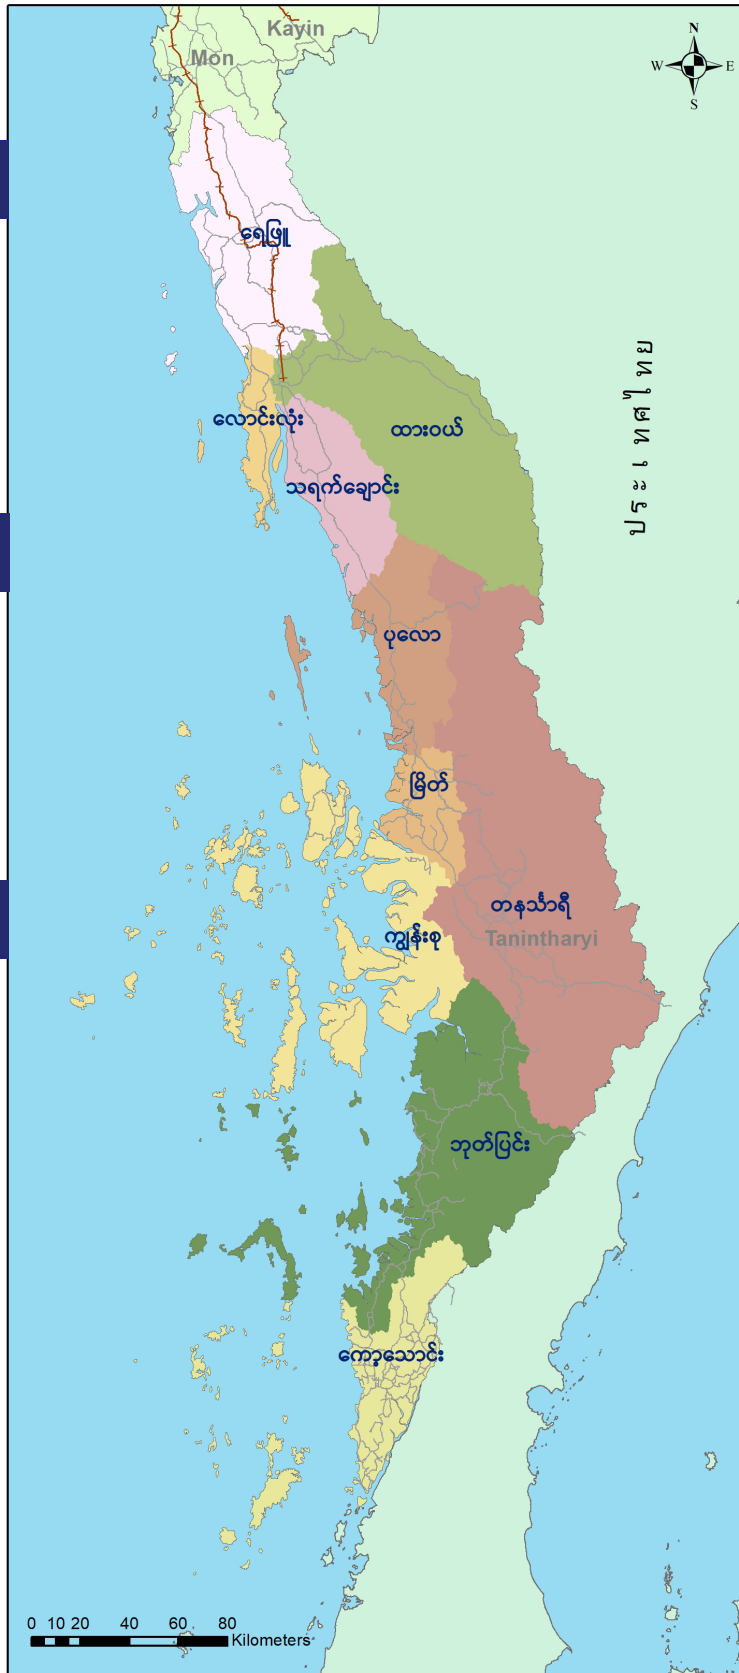 Kayin
Mon
N
W
E
S
ရေဖြူ
ประเทศไทย
လောင်းလုံး
ထားဝယ်
သရက်ချောင်း
ပုလော
မြိတ်
တနင်္သာရီ
Tanintharyi
ကျွန်းစု
ဘုတ်ပြင်း
ကော့သောင်း
0 10 20 40 60 80
Kilometers